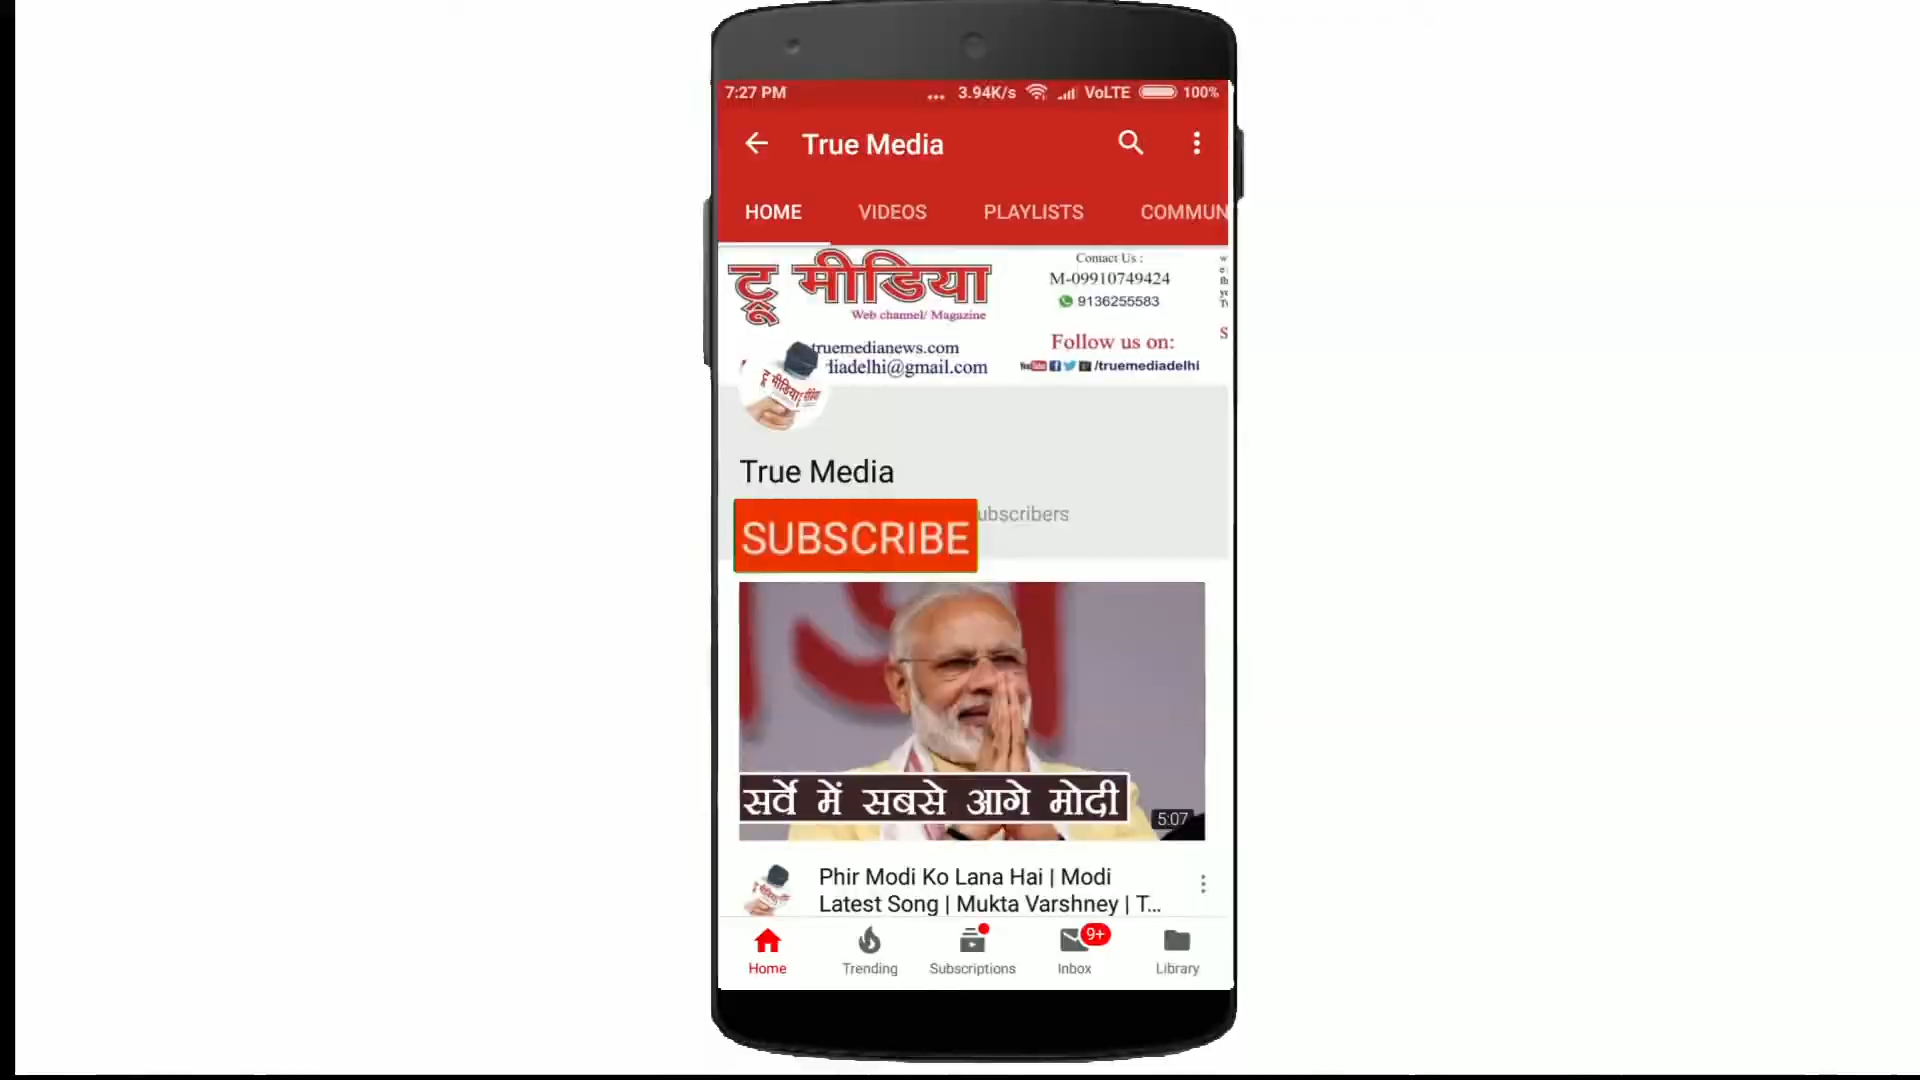 7:27 PM ... 3.94K/s VoLTE 100%
True Media
HOME VIDEOS PLAYLISTS COMMUN
टू मीडिया
Web channel/ Magazine
truemedianews.com
diadelhi@gmail.com
Contact Us :
M-09910749424
9136255583
Follow us on:
/truemediadelhi
True Media
SUBSCRIBE ubscribers
सर्वे में सबसे आगे मोदी
5:07
Phir Modi Ko Lana Hai | Modi
Latest Song | Mukta Varshney | T...
9+
Home Trending Subscriptions Inbox Library